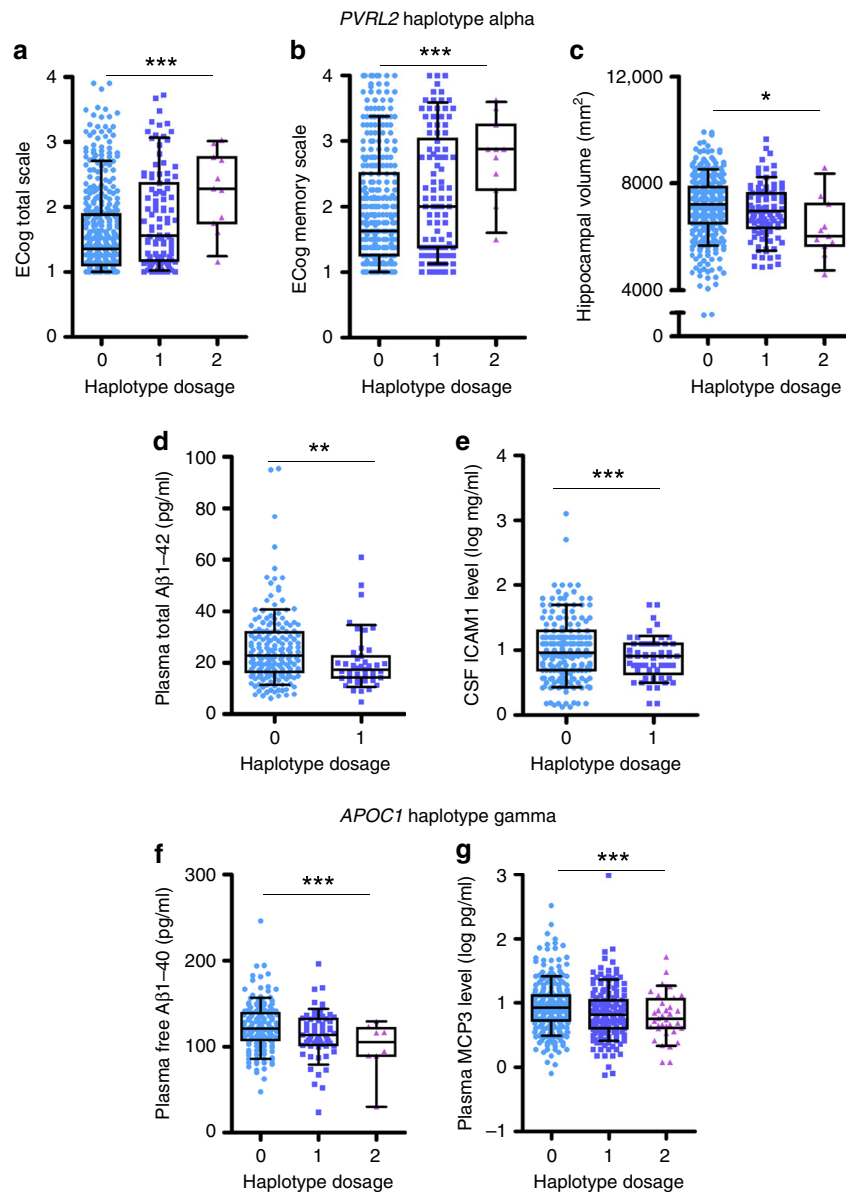 PVRL2 haplotype alpha
a
b
c
***
***
*
4
3
2
1
0
ECog total scale
0 1 2
Haplotype dosage
4
3
2
1
0
ECog memory scale
0 1 2
Haplotype dosage
12,000
8000
4000
0
Hippocampal volume (mm²)
0 1 2
Haplotype dosage
d
e
**
***
100
80
60
40
20
0
Plasma total Aβ1–42 (pg/ml)
0 1
Haplotype dosage
4
3
2
1
0
CSF ICAM1 level (log mg/ml)
0 1
Haplotype dosage
APOC1 haplotype gamma
f
g
***
***
300
200
100
0
Plasma free Aβ1–40 (pg/ml)
0 1 2
Haplotype dosage
3
2
1
0
–1
Plasma MCP3 level (log pg/ml)
0 1 2
Haplotype dosage